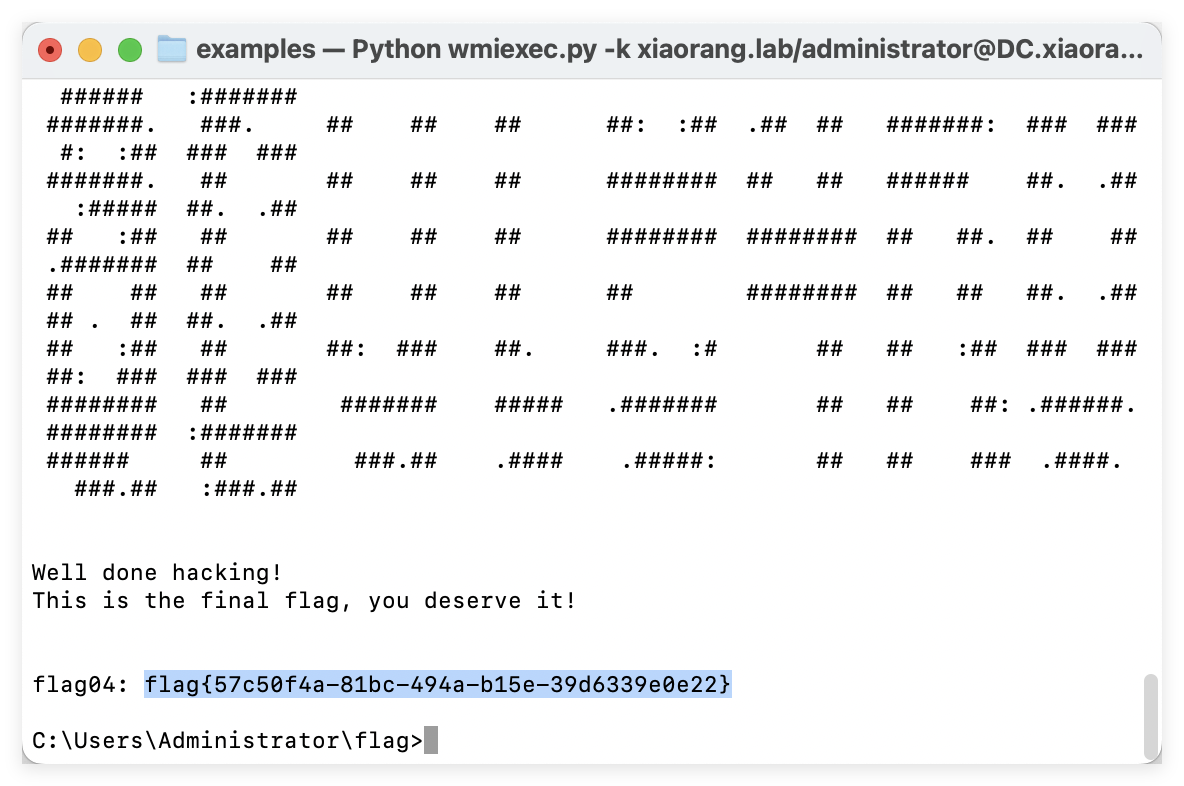 examples — Python wmiexec.py -k xiaorang.lab/administrator@DC.xiaora...
  ######   :#######
 #######.   ###.     ##    ##    ##      ##:  :##  .##  ##   #######:  ###  ###
  #:  :##  ###  ###
 #######.   ##       ##    ##    ##      ########  ##   ##   ######    ##.  .##
   :#####  ##.  .##
 ##   :##   ##       ##    ##    ##      ########  ########  ##   ##.  ##    ##
 .#######  ##    ##
 ##    ##   ##       ##    ##    ##      ##        ########  ##   ##   ##.  .##
 ## .  ##  ##.  .##
 ##   :##   ##       ##:  ###    ##.     ###.  :#       ##   ##   :##  ###  ###
 ##:  ###  ###  ###
 ########   ##        #######    #####   .#######       ##   ##    ##: .######.
 ########  :#######
 ######     ##         ###.##    .####    .#####:       ##   ##    ###  .####.
   ###.##   :###.##
Well done hacking!
This is the final flag, you deserve it!
flag04: flag{57c50f4a-81bc-494a-b15e-39d6339e0e22}
C:\Users\Administrator\flag>